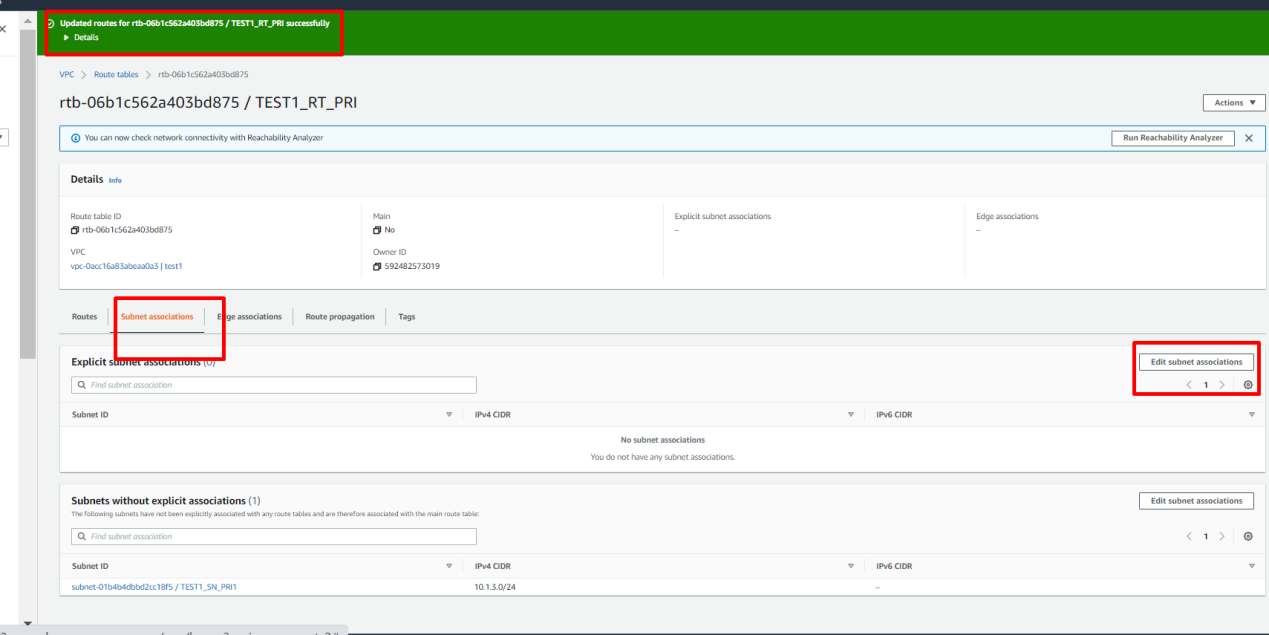 Updated routes for rtb-06b1c562a403bd875 / TEST1_RT_PRI successfully
Details
VPC > Route tables > rtb-06b1c562a403bd875
rtb-06b1c562a403bd875 / TEST1_RT_PRI
Actions
You can now check network connectivity with Reachability Analyzer
Run Reachability Analyzer
Details Info
Route table ID
rtb-06b1c562a403bd875
Main
No
Explicit subnet associations
–
Edge associations
–
VPC
vpc-0acc16a83abeaa0a3 | test1
Owner ID
592482573019
Routes
Subnet associations
Edge associations
Route propagation
Tags
Explicit subnet associations (0)
Edit subnet associations
Find subnet association
1
Subnet ID
IPv4 CIDR
IPv6 CIDR
No subnet associations
You do not have any subnet associations.
Subnets without explicit associations (1)
Edit subnet associations
The following subnets have not been explicitly associated with any route tables and are therefore associated with the main route table:
Find subnet association
1
Subnet ID
IPv4 CIDR
IPv6 CIDR
subnet-01b4b4dbbd2cc18f5 / TEST1_SN_PRI1
10.1.3.0/24
–